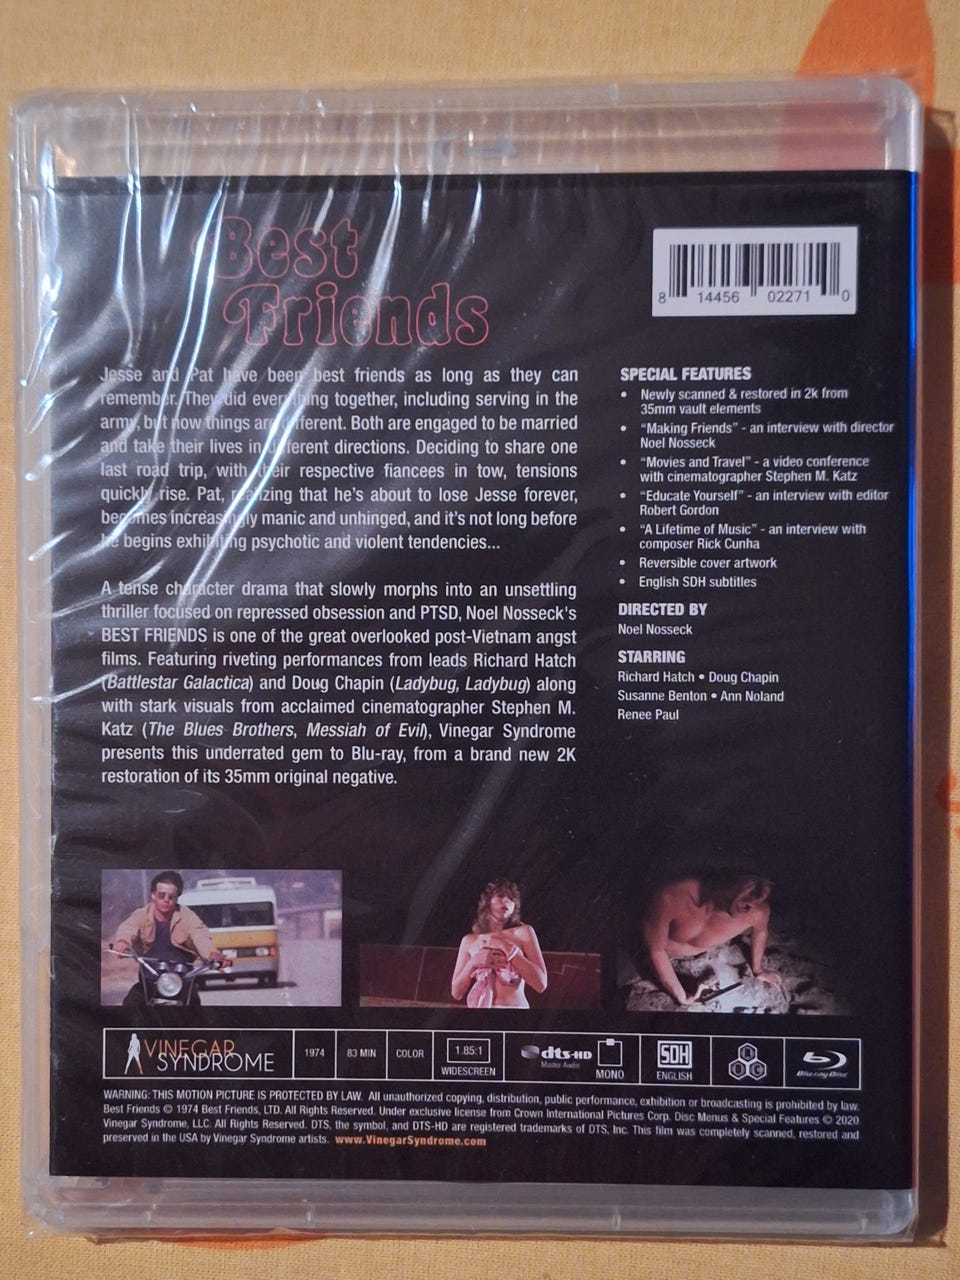 Best
Friends
8 14456 02271 0
Jesse and Pat have been best friends as long as they can
remember. They did everything together, including serving in the
army, but now things are different. Both are engaged to be married
and take their lives in different directions. Deciding to share one
last road trip, with their respective fiancees in tow, tensions
quickly rise. Pat, realizing that he's about to lose Jesse forever,
becomes increasingly manic and unhinged, and it's not long before
he begins exhibiting psychotic and violent tendencies...
A tense character drama that slowly morphs into an unsettling
thriller focused on repressed obsession and PTSD, Noel Nosseck's
BEST FRIENDS is one of the great overlooked post-Vietnam angst
films. Featuring riveting performances from leads Richard Hatch
(Battlestar Galactica) and Doug Chapin (Ladybug, Ladybug) along
with stark visuals from acclaimed cinematographer Stephen M.
Katz (The Blues Brothers, Messiah of Evil), Vinegar Syndrome
presents this underrated gem to Blu-ray, from a brand new 2K
restoration of its 35mm original negative.
SPECIAL FEATURES
• Newly scanned & restored in 2k from
35mm vault elements
• "Making Friends" - an interview with director
Noel Nosseck
• "Movies and Travel" - a video conference
with cinematographer Stephen M. Katz
• "Educate Yourself" - an interview with editor
Robert Gordon
• "A Lifetime of Music" - an interview with
composer Rick Cunha
• Reversible cover artwork
• English SDH subtitles
DIRECTED BY
Noel Nosseck
STARRING
Richard Hatch • Doug Chapin
Susanne Benton • Ann Noland
Renee Paul
VINEGAR
SYNDROME
1974
83 MIN
COLOR
1.85:1
WIDESCREEN
dts-HD
Master Audio
MONO
SDH
ENGLISH
Blu-ray Disc
WARNING: THIS MOTION PICTURE IS PROTECTED BY LAW. All unauthorized copying, distribution, public performance, exhibition or broadcasting is prohibited by law.
Best Friends © 1974 Best Friends, LTD. All Rights Reserved. Under exclusive license from Crown International Pictures Corp. Disc Menus & Special Features © 2020
Vinegar Syndrome, LLC. All Rights Reserved. DTS, the symbol, and DTS-HD are registered trademarks of DTS, Inc. This film was completely scanned, restored and
preserved in the USA by Vinegar Syndrome artists. www.VinegarSyndrome.com